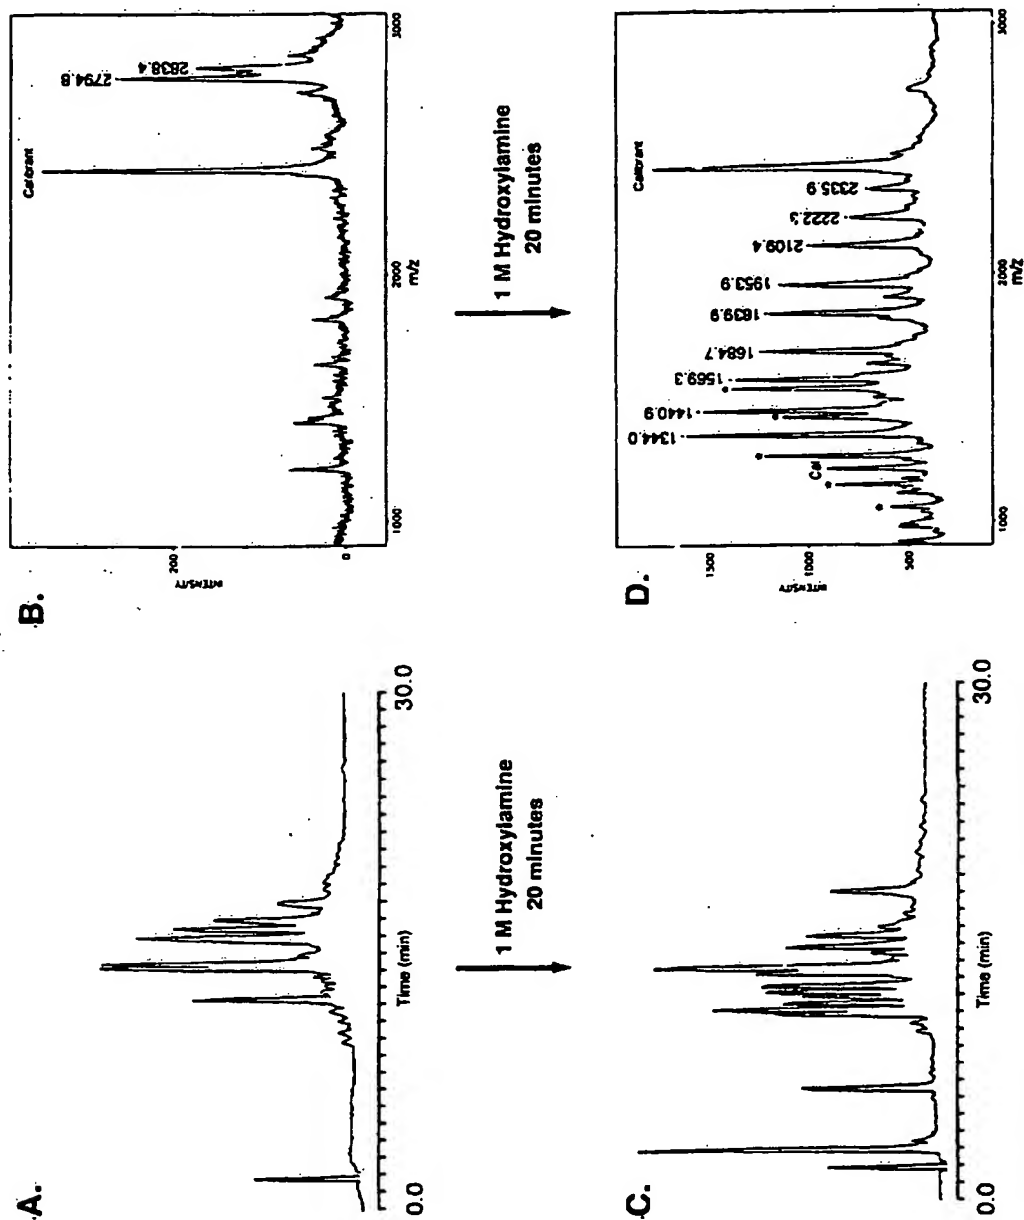 A.
0.0
30.0
Time (min)
1 M Hydroxylamine
20 minutes
B.
INTENSITY
200
0
Calibrant
2794.8
2838.4
1000
2000
3000
m/z
1 M Hydroxylamine
20 minutes
C.
0.0
30.0
Time (min)
D.
INTENSITY
1500
1000
500
*
*
Cal
*
1344.0
*
1440.9
*
1569.3
1684.7
1839.9
1953.9
2109.4
2222.3
2335.9
Calibrant
1000
2000
3000
m/z